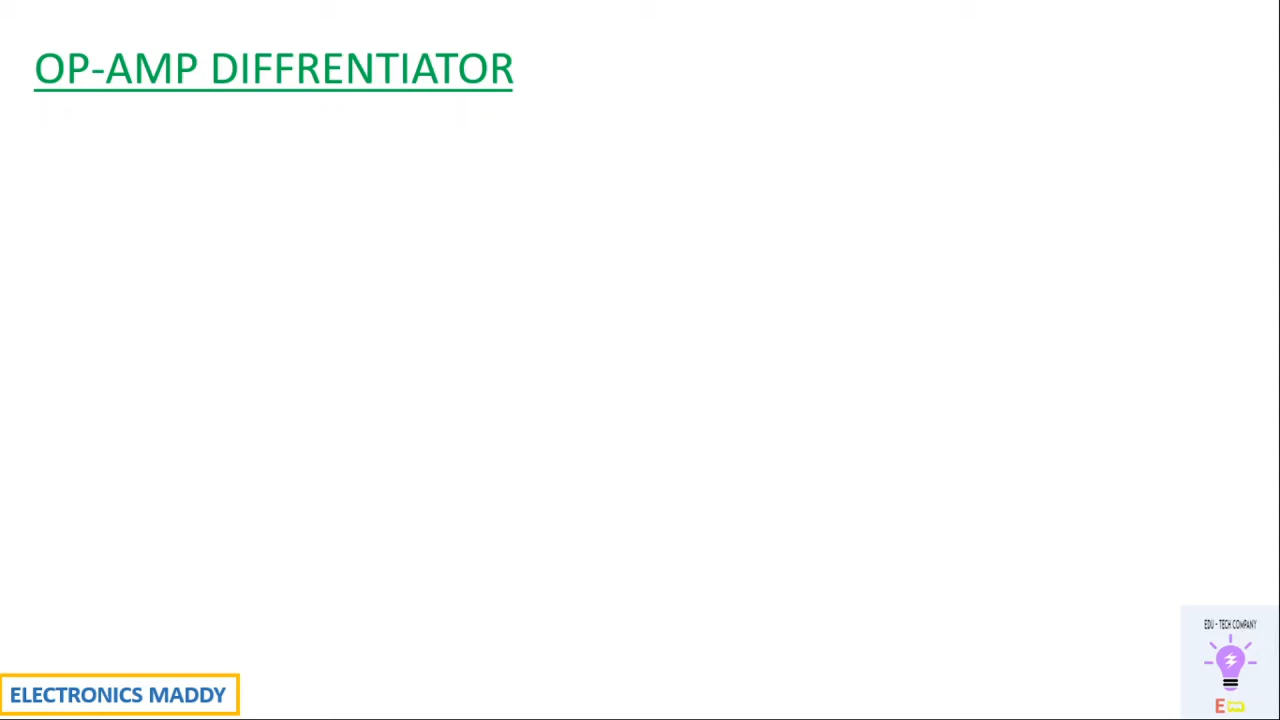 OP-AMP DIFFRENTIATOR
EDU - TECH COMPANY
E
ELECTRONICS MADDY